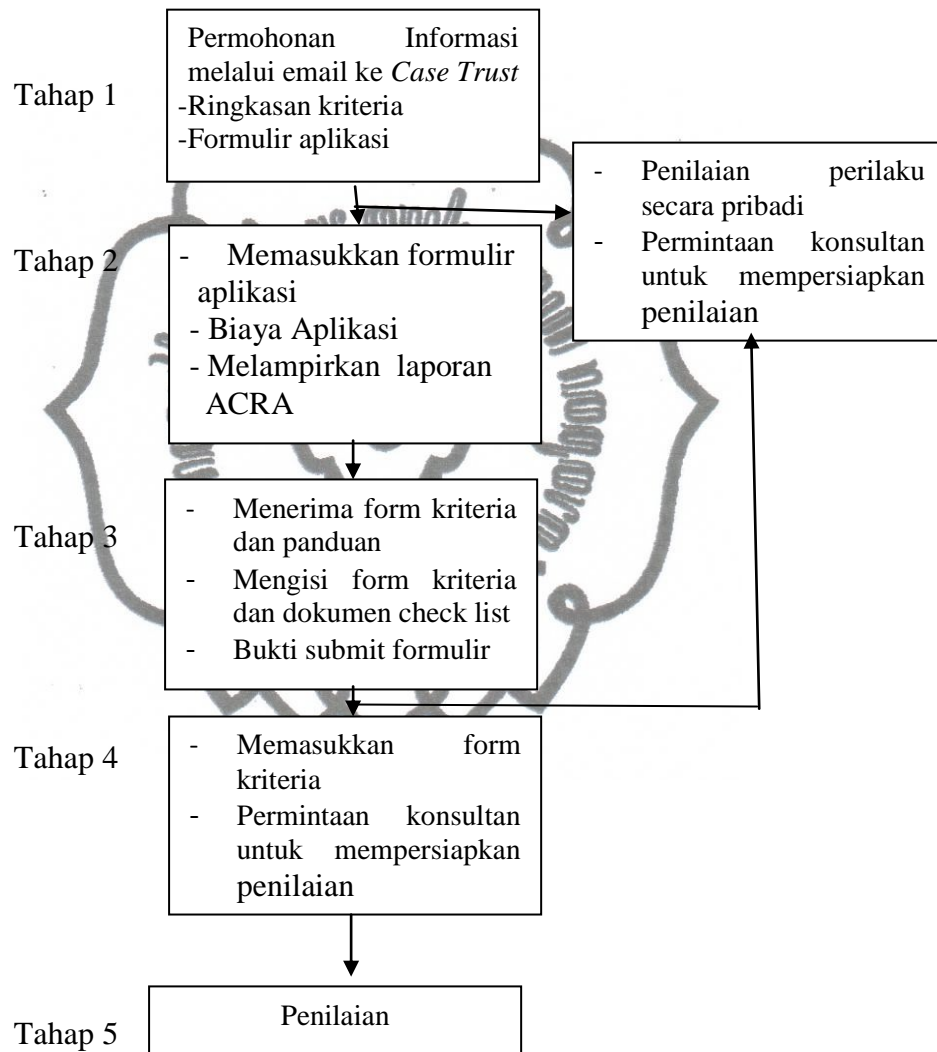 Tahap 1
Permohonan Informasi
melalui email ke Case Trust
-Ringkasan kriteria
-Formulir aplikasi
- Penilaian perilaku
secara pribadi
- Permintaan konsultan
untuk mempersiapkan
penilaian
Tahap 2
- Memasukkan formulir
aplikasi
- Biaya Aplikasi
- Melampirkan laporan
ACRA
Tahap 3
- Menerima form kriteria
dan panduan
- Mengisi form kriteria
dan dokumen check list
- Bukti submit formulir
Tahap 4
- Memasukkan form
kriteria
- Permintaan konsultan
untuk mempersiapkan
penilaian
Tahap 5
Penilaian